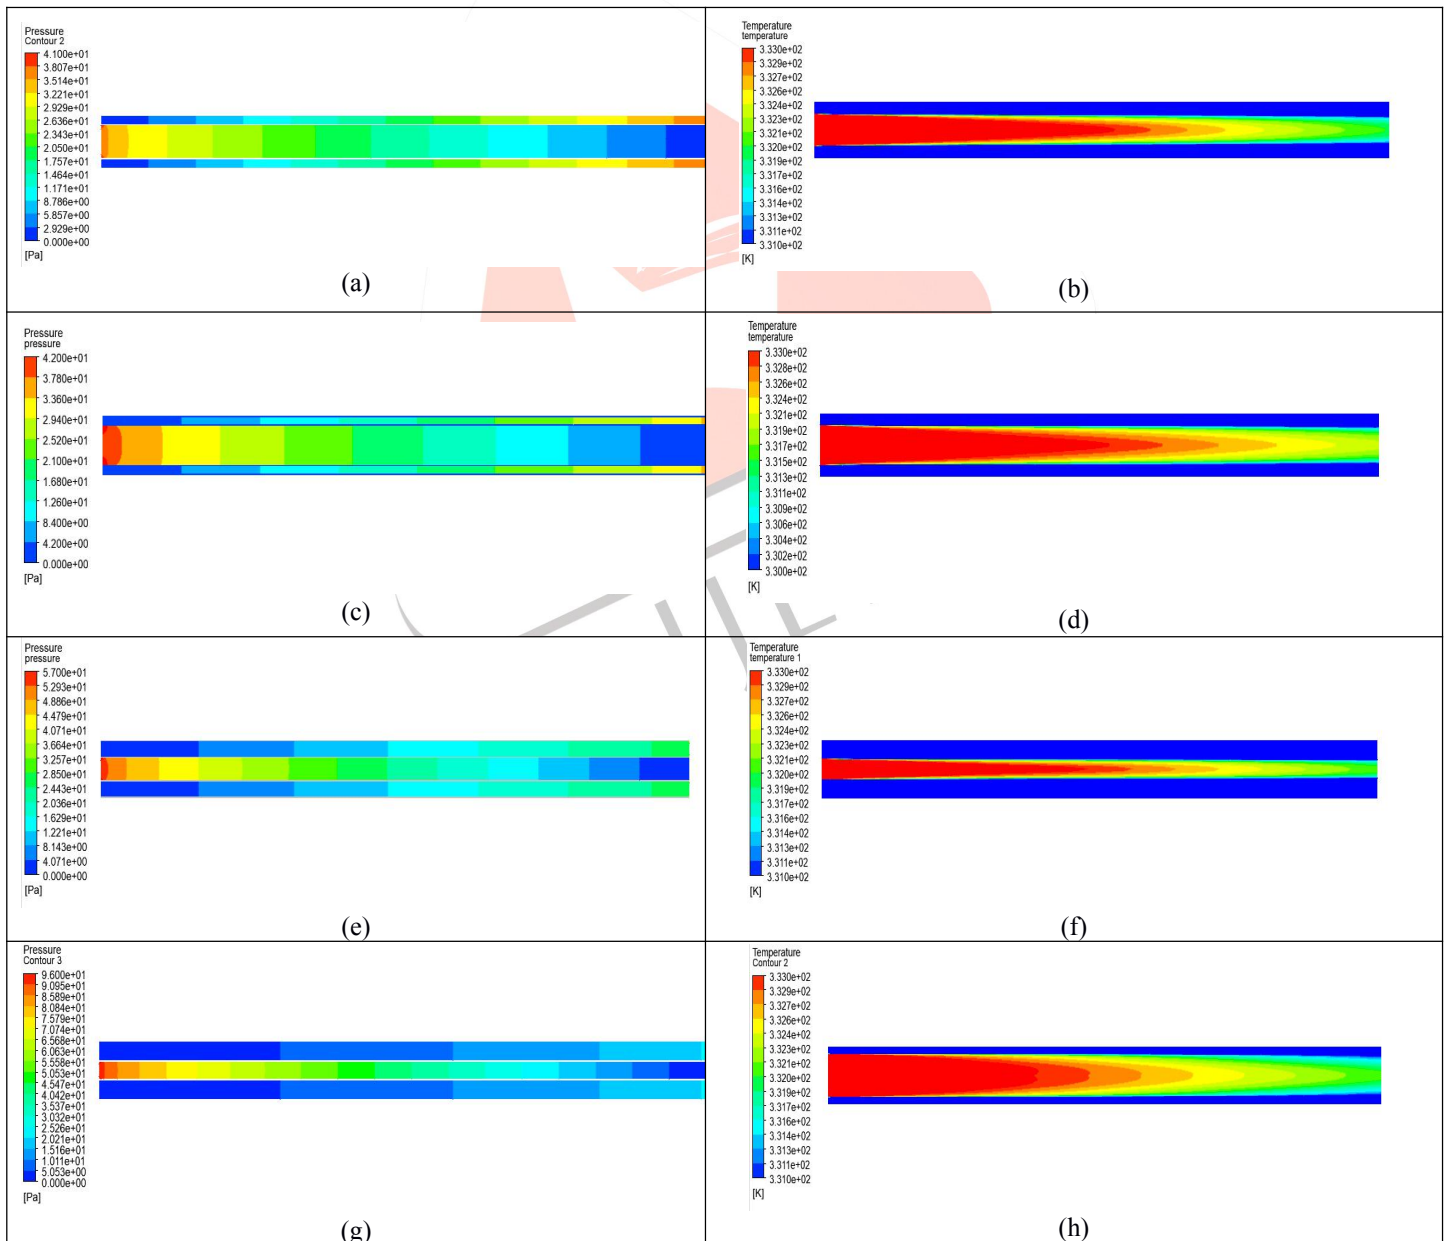 Pressure
Contour 2
4.100e+01
3.807e+01
3.514e+01
3.221e+01
2.929e+01
2.636e+01
2.343e+01
2.050e+01
1.757e+01
1.464e+01
1.171e+01
8.786e+00
5.857e+00
2.929e+00
0.000e+00
[Pa]
(a)
Temperature
temperature
3.330e+02
3.329e+02
3.327e+02
3.326e+02
3.324e+02
3.323e+02
3.321e+02
3.320e+02
3.319e+02
3.317e+02
3.316e+02
3.314e+02
3.313e+02
3.311e+02
3.310e+02
[K]
(b)
Pressure
pressure
4.200e+01
3.780e+01
3.360e+01
2.940e+01
2.520e+01
2.100e+01
1.680e+01
1.260e+01
8.400e+00
4.200e+00
0.000e+00
[Pa]
(c)
Temperature
temperature
3.330e+02
3.328e+02
3.326e+02
3.324e+02
3.321e+02
3.319e+02
3.317e+02
3.315e+02
3.313e+02
3.311e+02
3.309e+02
3.306e+02
3.304e+02
3.302e+02
3.300e+02
[K]
(d)
Pressure
pressure
5.700e+01
5.293e+01
4.886e+01
4.479e+01
4.071e+01
3.664e+01
3.257e+01
2.850e+01
2.443e+01
2.036e+01
1.629e+01
1.221e+01
8.143e+00
4.071e+00
0.000e+00
[Pa]
(e)
Temperature
temperature 1
3.330e+02
3.329e+02
3.327e+02
3.326e+02
3.324e+02
3.323e+02
3.321e+02
3.320e+02
3.319e+02
3.317e+02
3.316e+02
3.314e+02
3.313e+02
3.311e+02
3.310e+02
[K]
(f)
Pressure
Contour 3
9.600e+01
9.095e+01
8.589e+01
8.084e+01
7.579e+01
7.074e+01
6.568e+01
6.063e+01
5.558e+01
5.053e+01
4.547e+01
4.042e+01
3.537e+01
3.032e+01
2.526e+01
2.021e+01
1.516e+01
1.011e+01
5.053e+00
0.000e+00
[Pa]
(g)
Temperature
Contour 2
3.330e+02
3.329e+02
3.327e+02
3.326e+02
3.324e+02
3.323e+02
3.321e+02
3.320e+02
3.319e+02
3.317e+02
3.316e+02
3.314e+02
3.313e+02
3.311e+02
3.310e+02
[K]
(h)